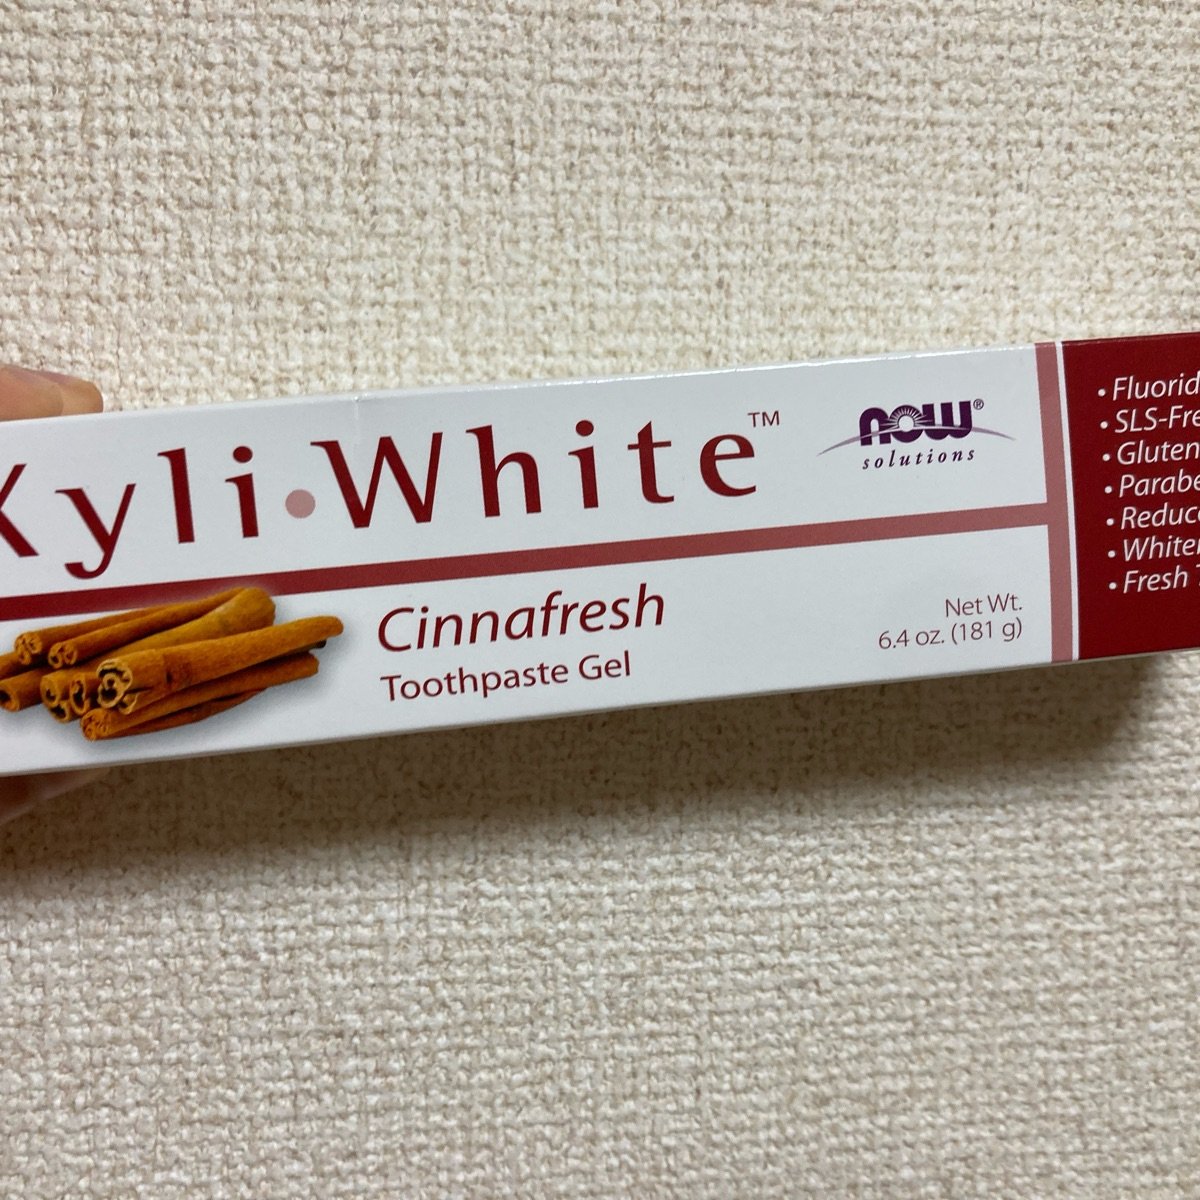 Xyli•White™
now®
solutions
Cinnafresh
Toothpaste Gel
Net Wt.
6.4 oz. (181 g)
• Fluorid
• SLS-Fre
• Gluten
• Parabe
• Reduc
• White
• Fresh